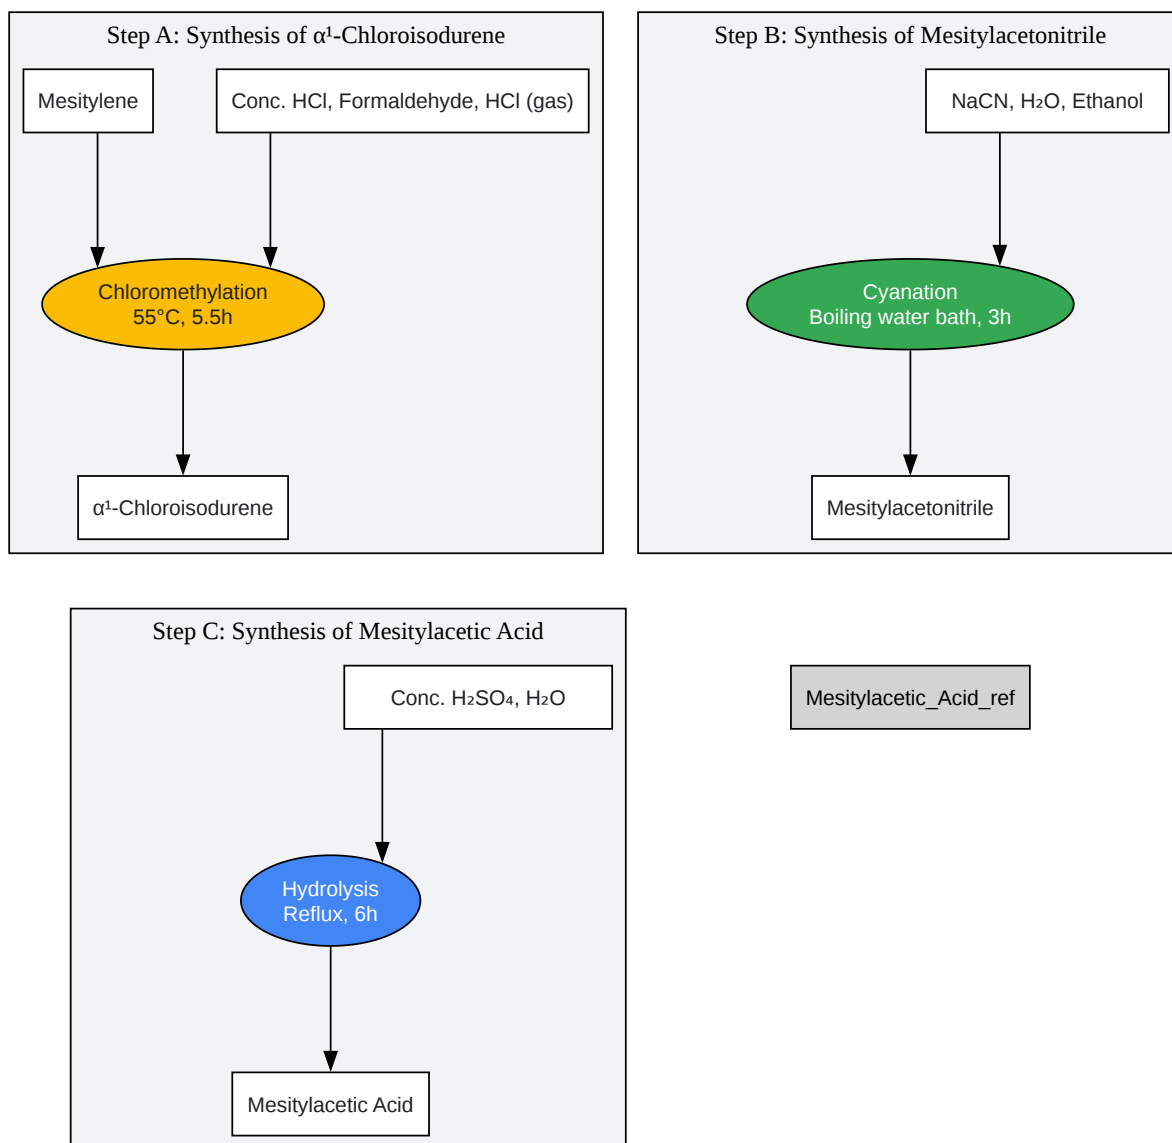 Step A: Synthesis of α¹-Chloroisodurene
Mesitylene
Conc. HCl, Formaldehyde, HCl (gas)
Chloromethylation
55°C, 5.5h
α¹-Chloroisodurene
Step B: Synthesis of Mesitylacetonitrile
NaCN, H₂O, Ethanol
Cyanation
Boiling water bath, 3h
Mesitylacetonitrile
Step C: Synthesis of Mesitylacetic Acid
Conc. H₂SO₄, H₂O
Hydrolysis
Reflux, 6h
Mesitylacetic Acid
Mesitylacetic_Acid_ref